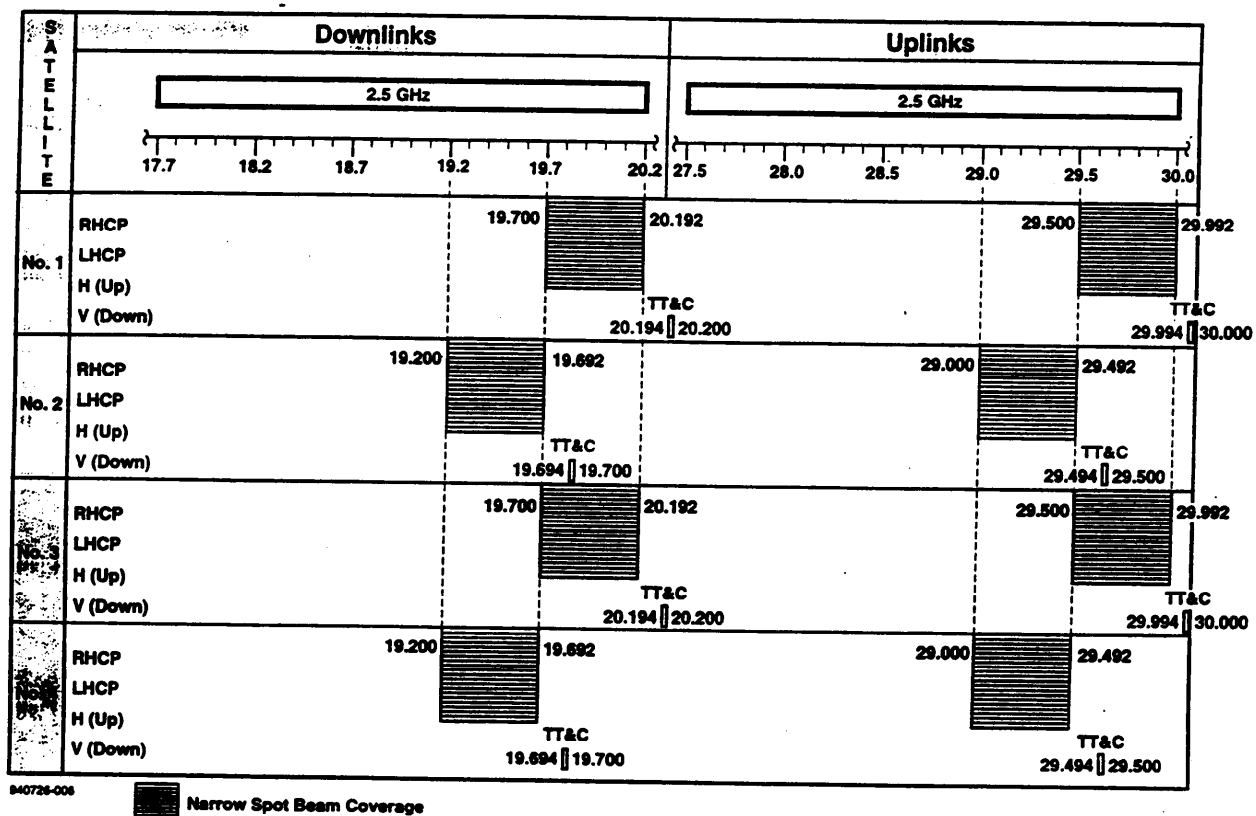 SATELLITE
Downlinks
Uplinks
2.5 GHz
2.5 GHz
17.7 18.2 18.7 19.2 19.7 20.2 27.5 28.0 28.5 29.0 29.5 30.0
No. 1
RHCP
LHCP
H (Up)
V (Down)
19.700 20.192
TT&C
20.194 20.200
29.500 29.992
TT&C
29.994 30.000
No. 2
RHCP
LHCP
H (Up)
V (Down)
19.200 19.692
TT&C
19.694 19.700
29.000 29.492
TT&C
29.494 29.500
No. 3
RHCP
LHCP
H (Up)
V (Down)
19.700 20.192
TT&C
20.194 20.200
29.500 29.992
TT&C
29.994 30.000
No.
RHCP
LHCP
H (Up)
V (Down)
19.200 19.692
TT&C
19.694 19.700
29.000 29.492
TT&C
29.494 29.500
940726-006
Narrow Spot Beam Coverage